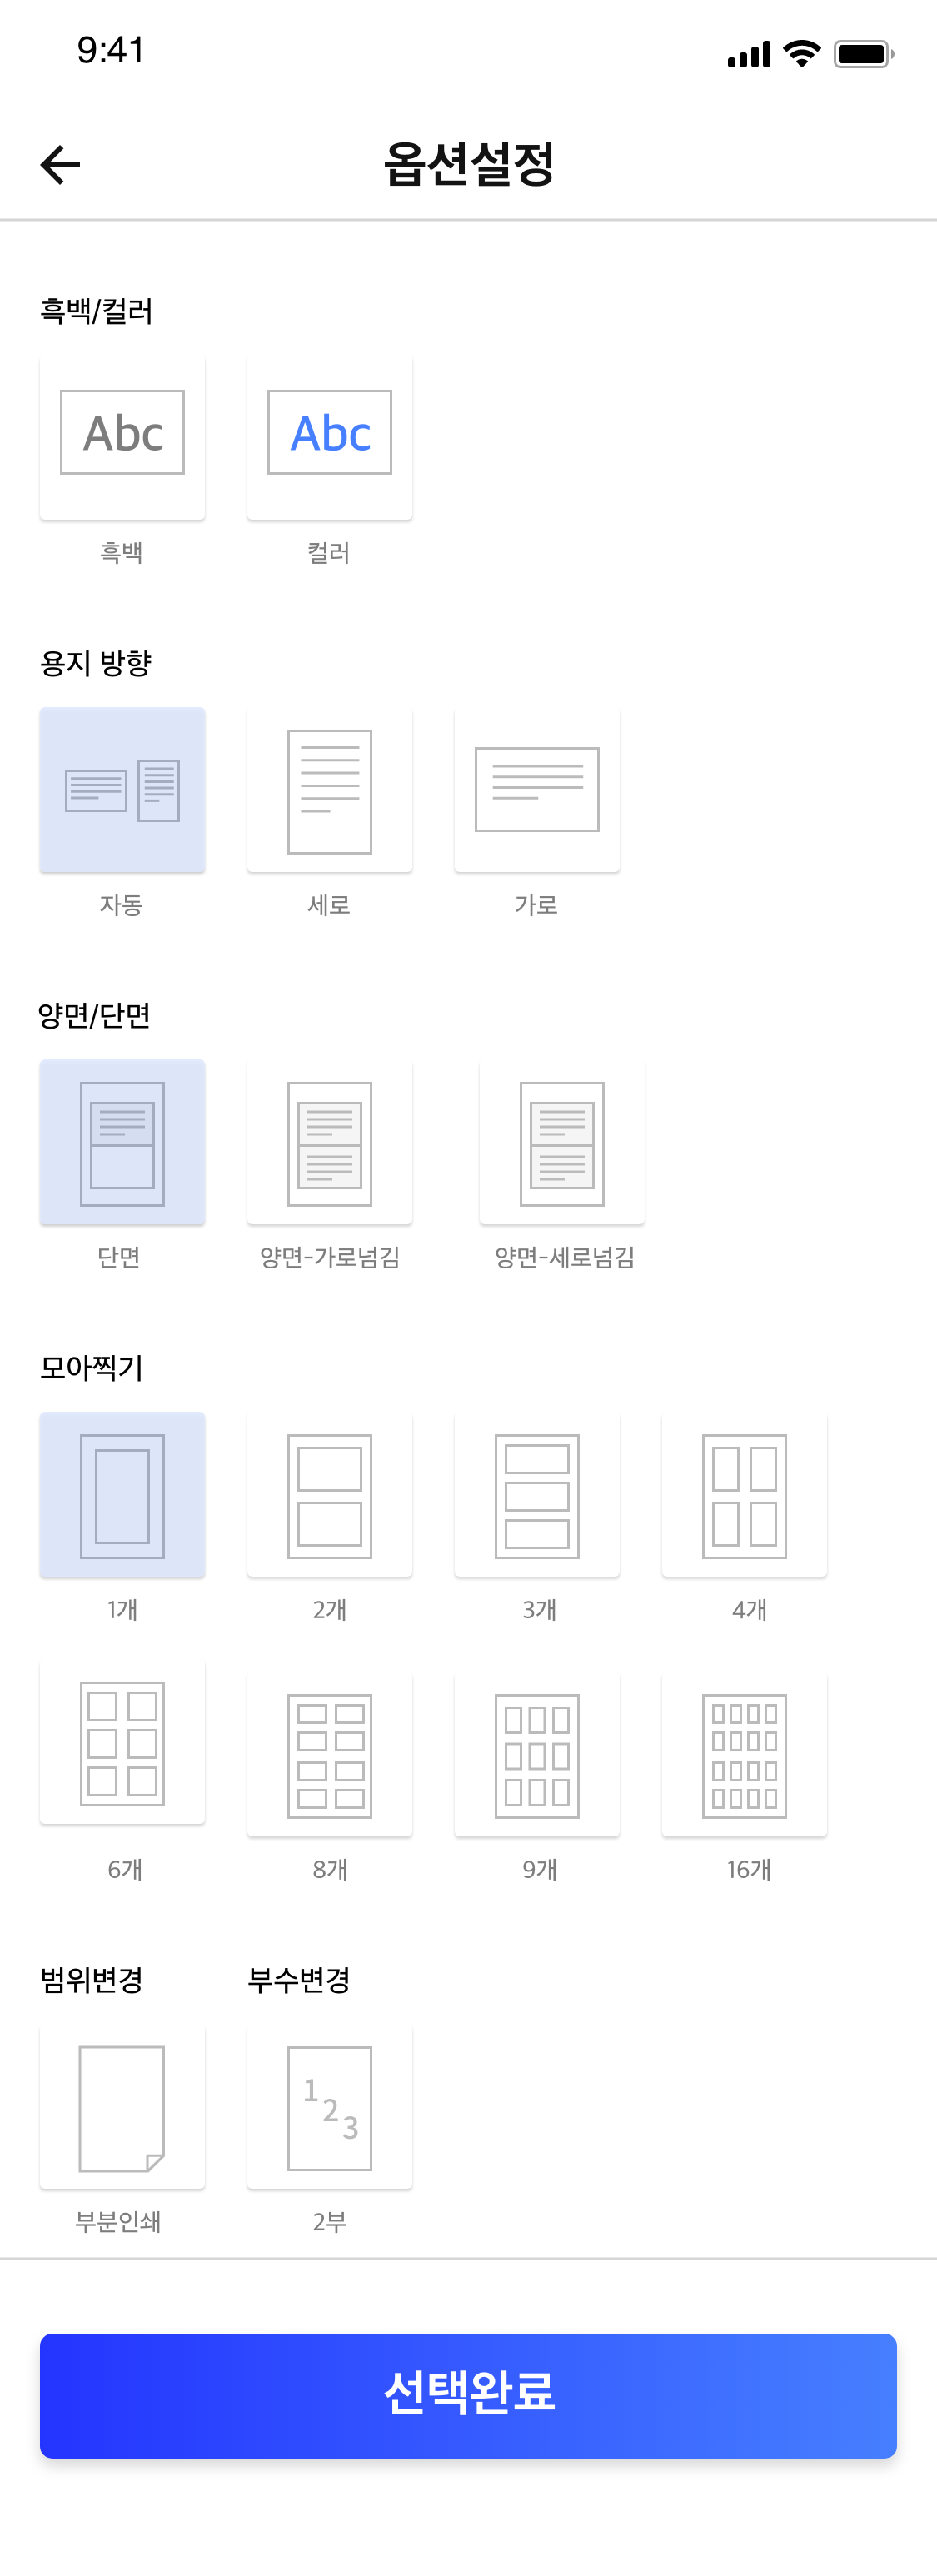 9:41
옵션설정
흑백/컬러
Abc Abc
흑백 컬러
용지 방향
자동 세로 가로
양면/단면
단면 양면-가로넘김 양면-세로넘김
모아찍기
1개 2개 3개 4개
6개 8개 9개 16개
범위변경 부수변경
1 2 3
부분인쇄 2부
선택완료